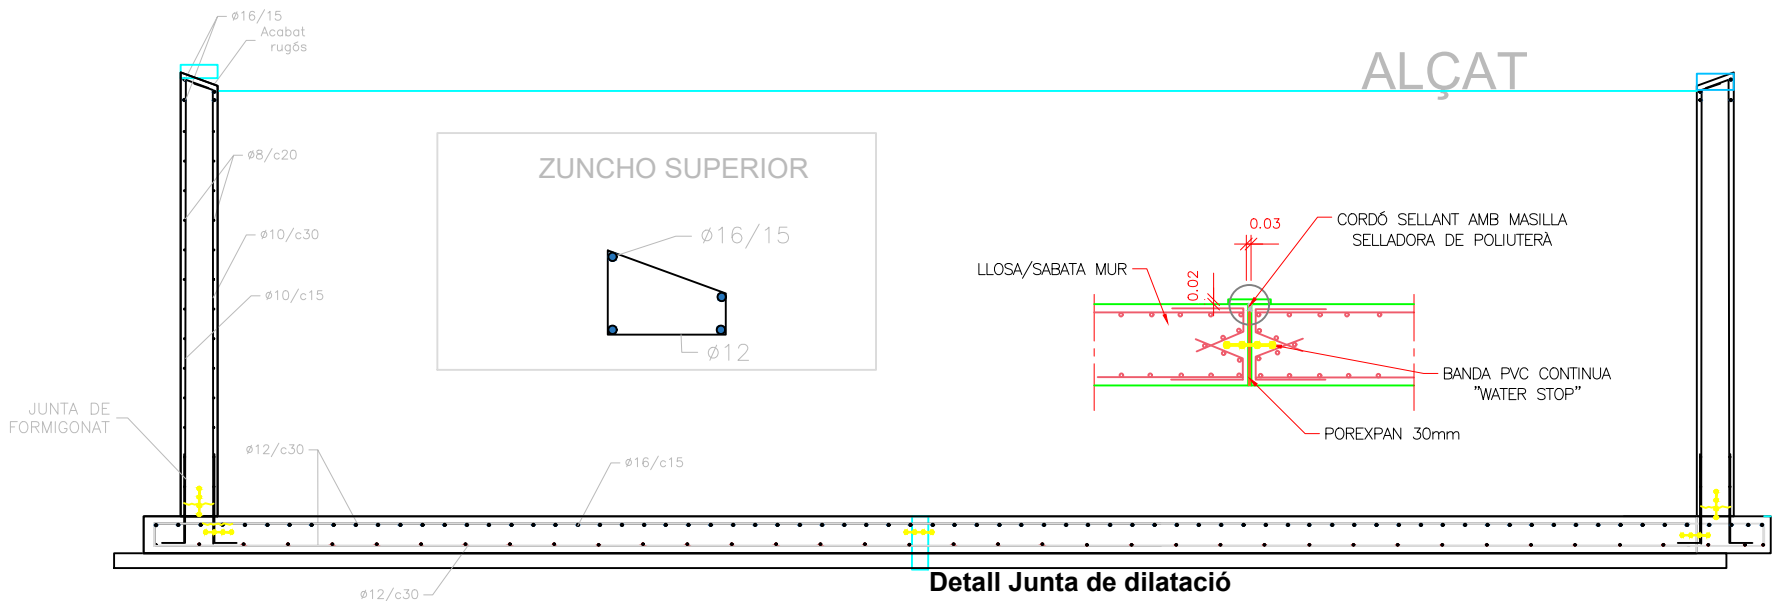 ø16/15
Acabat
rugós
ALÇAT
ø8/c20
ZUNCHO SUPERIOR
ø16/15
ø12
ø10/c30
ø10/c15
0.03
0.02
CORDÓ SELLANT AMB MASILLA
SELLADORA DE POLIUTERÀ
LLOSA/SABATA MUR
BANDA PVC CONTINUA
"WATER STOP"
POREXPAN 30mm
JUNTA DE
FORMIGONAT
ø12/c30
ø16/c15
Detall Junta de dilatació
ø12/c30